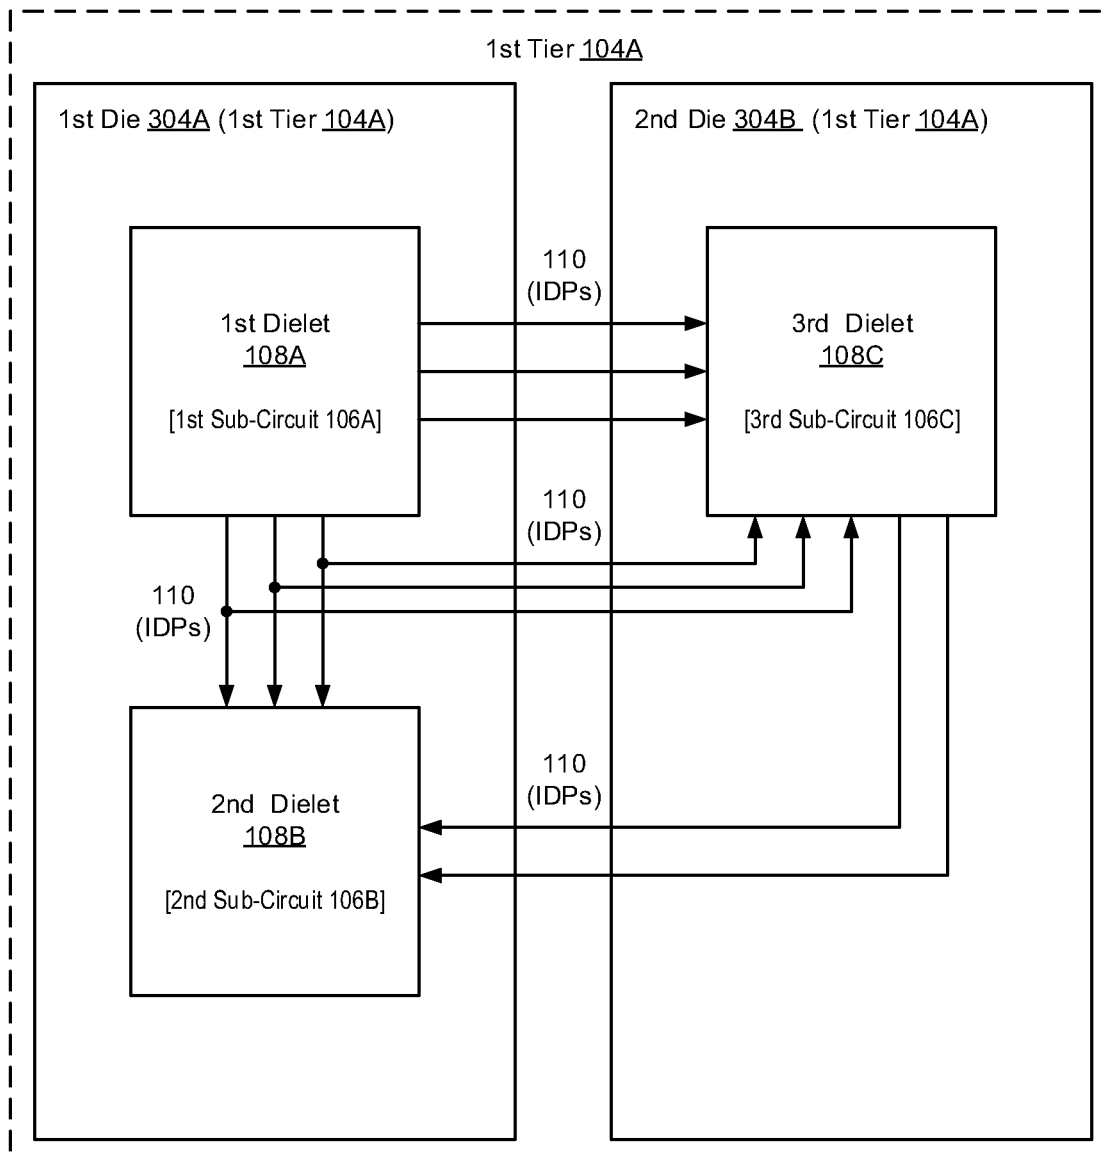 1st Tier 104A
1st Die 304A (1st Tier 104A)
2nd Die 304B (1st Tier 104A)
110
(IDPs)
1st Dielet
108A
[1st Sub-Circuit 106A]
3rd Dielet
108C
[3rd Sub-Circuit 106C]
110
(IDPs)
110
(IDPs)
110
(IDPs)
2nd Dielet
108B
[2nd Sub-Circuit 106B]